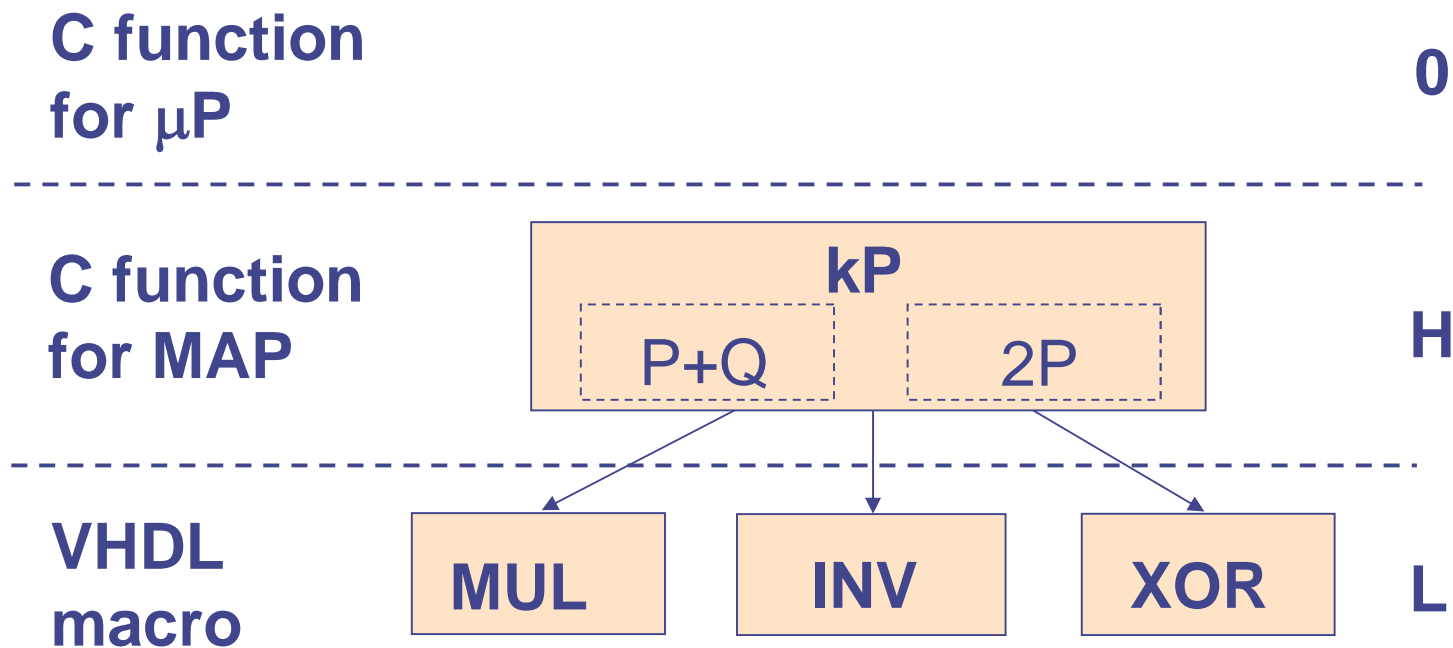 C function
for μP
0
C function
for MAP
kP
P+Q
2P
H
VHDL
macro
MUL
INV
XOR
L